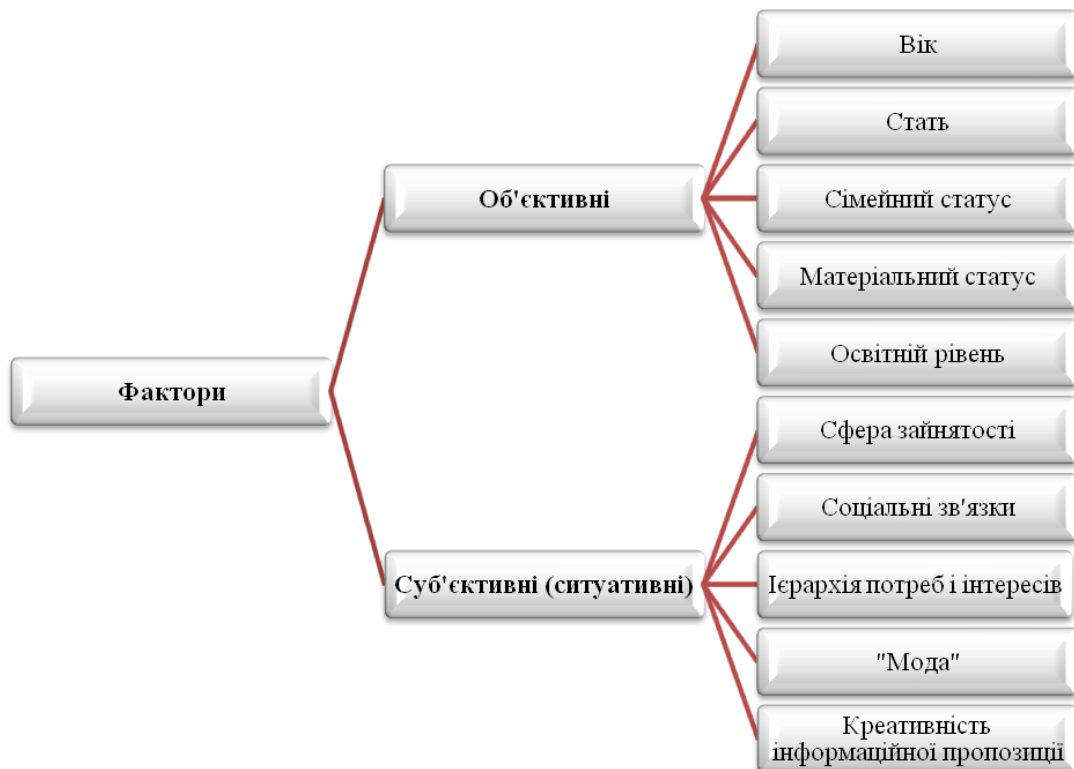 Фактори
Об'єктивні
Вік
Стать
Сімейний статус
Матеріальний статус
Освітній рівень
Суб'єктивні (ситуативні)
Сфера зайнятості
Соціальні зв'язки
Ієрархія потреб і інтересів
"Мода"
Креативність
інформаційної пропозиції